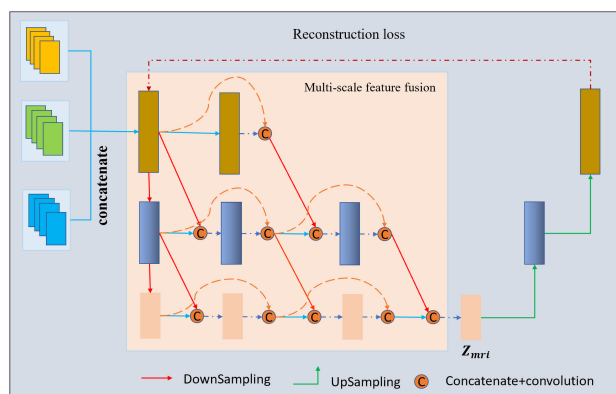 Reconstruction loss
Multi-scale feature fusion
concatenate
C
C C C
C C C C
Z_mri
DownSampling UpSampling C Concatenate+convolution